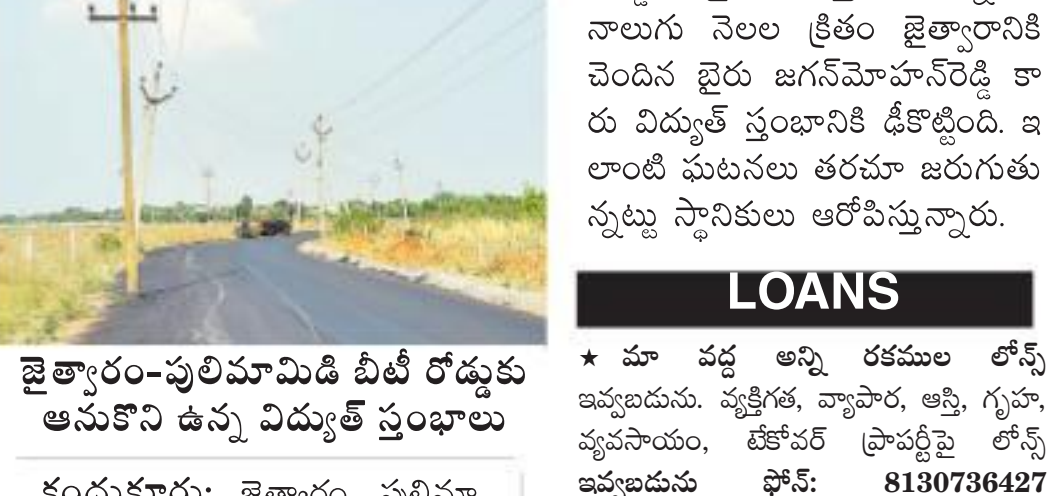 జైత్వారం-పులిమామిడి బీటీ రోడ్డుకు
ఆనుకొని ఉన్న విద్యుత్ స్తంభాలు
కందుకూరు: జైత్వారం పులిమా
నాలుగు నెలల క్రితం జైత్వారానికి
చెందిన బైరు జగన్‌మోహన్‌రెడ్డి కా
రు విద్యుత్ స్తంభానికి ఢీకొట్టింది. ఇ
లాంటి ఘటనలు తరచూ జరుగుతు
న్నట్టు స్థానికులు ఆరోపిస్తున్నారు.
LOANS
★ మా వద్ద అన్ని రకముల లోన్స్
ఇవ్వబడును. వ్యక్తిగత, వ్యాపార, ఆస్తి, గృహ,
వ్యవసాయం, టేకోవర్ ప్రాపర్టీపై లోన్స్
ఇవ్వబడును ఫోన్: 8130736427